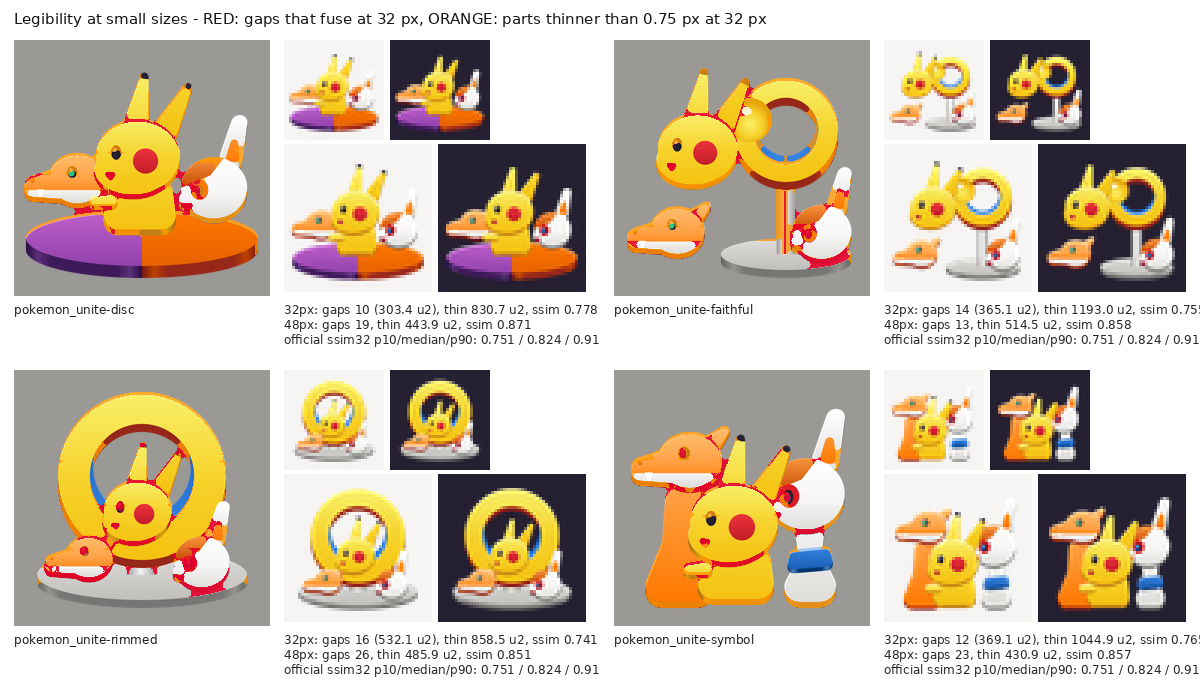 Legibility at small sizes - RED: gaps that fuse at 32 px, ORANGE: parts thinner than 0.75 px at 32 px
pokemon_unite-disc
32px: gaps 10 (303.4 u2), thin 830.7 u2, ssim 0.778
48px: gaps 19, thin 443.9 u2, ssim 0.871
official ssim32 p10/median/p90: 0.751 / 0.824 / 0.91
pokemon_unite-faithful
32px: gaps 14 (365.1 u2), thin 1193.0 u2, ssim 0.755
48px: gaps 13, thin 514.5 u2, ssim 0.858
official ssim32 p10/median/p90: 0.751 / 0.824 / 0.91
pokemon_unite-rimmed
32px: gaps 16 (532.1 u2), thin 858.5 u2, ssim 0.741
48px: gaps 26, thin 485.9 u2, ssim 0.851
official ssim32 p10/median/p90: 0.751 / 0.824 / 0.91
pokemon_unite-symbol
32px: gaps 12 (369.1 u2), thin 1044.9 u2, ssim 0.765
48px: gaps 23, thin 430.9 u2, ssim 0.857
official ssim32 p10/median/p90: 0.751 / 0.824 / 0.91